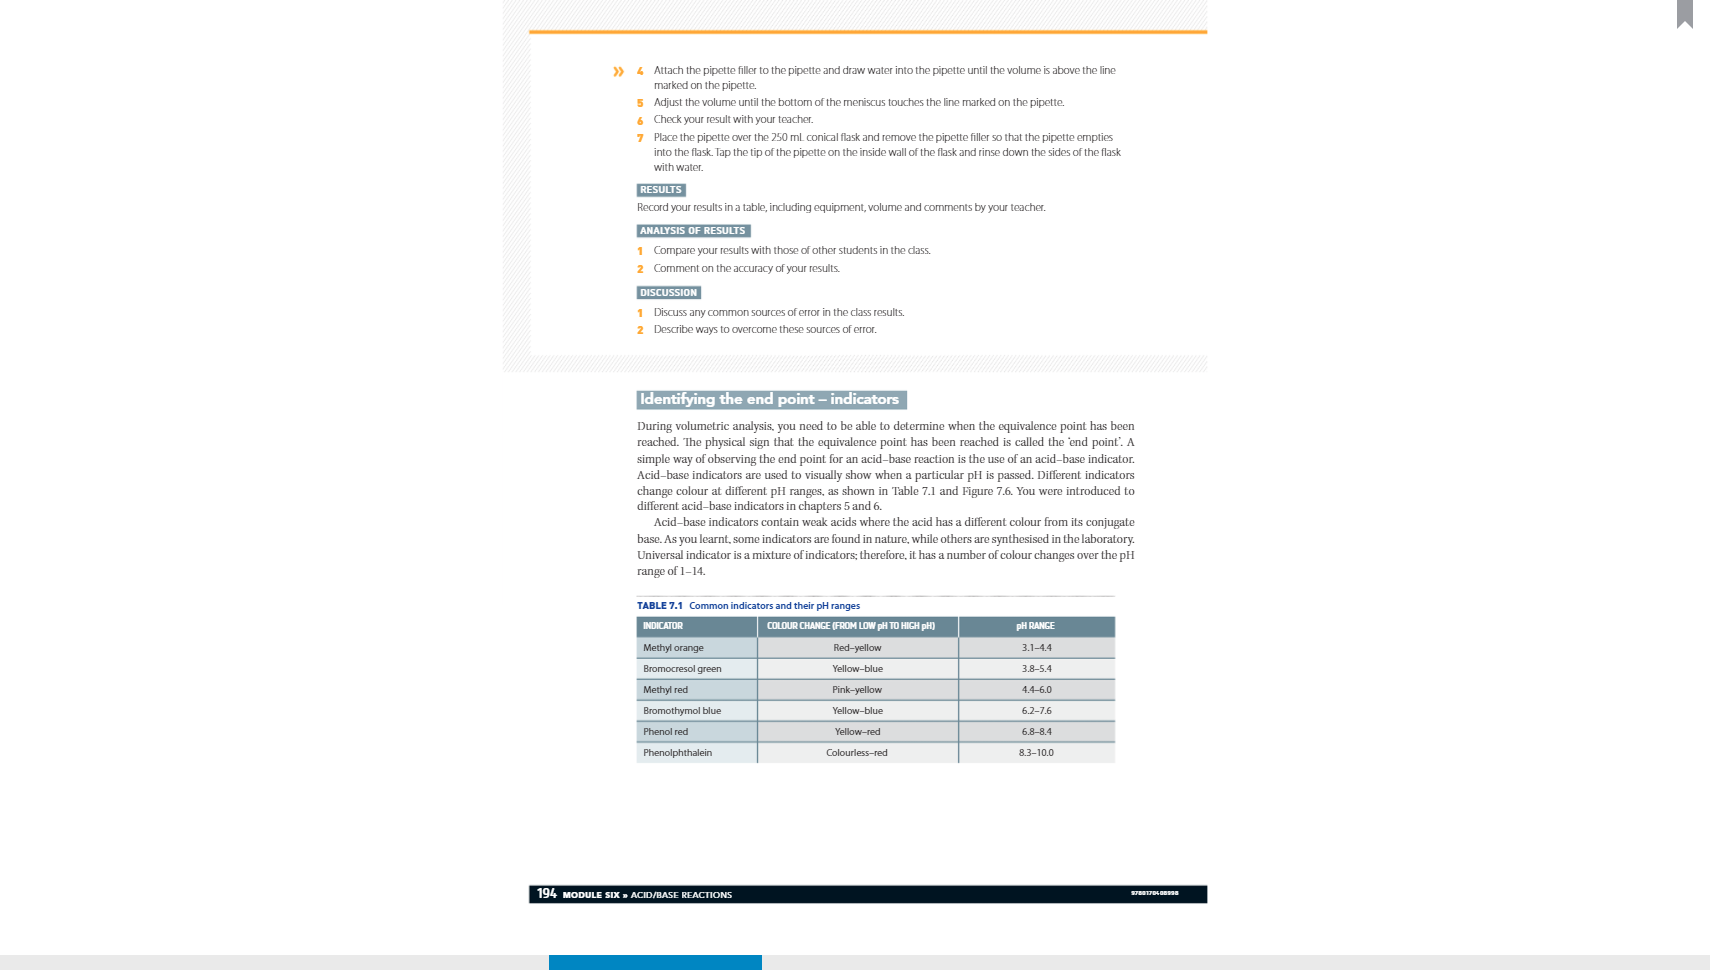 » 4 Attach the pipette filler to the pipette and draw water into the pipette until the volume is above the line
marked on the pipette.
5 Adjust the volume until the bottom of the meniscus touches the line marked on the pipette.
6 Check your result with your teacher.
7 Place the pipette over the 250 mL conical flask and remove the pipette filler so that the pipette empties
into the flask. Tap the tip of the pipette on the inside wall of the flask and rinse down the sides of the flask
with water.
RESULTS
Record your results in a table, including equipment, volume and comments by your teacher.
ANALYSIS OF RESULTS
1 Compare your results with those of other students in the class.
2 Comment on the accuracy of your results.
DISCUSSION
1 Discuss any common sources of error in the class results.
2 Describe ways to overcome these sources of error.
Identifying the end point – indicators
During volumetric analysis, you need to be able to determine when the equivalence point has been
reached. The physical sign that the equivalence point has been reached is called the 'end point'. A
simple way of observing the end point for an acid–base reaction is the use of an acid–base indicator.
Acid–base indicators are used to visually show when a particular pH is passed. Different indicators
change colour at different pH ranges, as shown in Table 7.1 and Figure 7.6. You were introduced to
different acid–base indicators in chapters 5 and 6.
Acid–base indicators contain weak acids where the acid has a different colour from its conjugate
base. As you learnt, some indicators are found in nature, while others are synthesised in the laboratory.
Universal indicator is a mixture of indicators; therefore, it has a number of colour changes over the pH
range of 1–14.
TABLE 7.1 Common indicators and their pH ranges
INDICATOR COLOUR CHANGE (FROM LOW pH TO HIGH pH) pH RANGE
Methyl orange Red–yellow 3.1–4.4
Bromocresol green Yellow–blue 3.8–5.4
Methyl red Pink–yellow 4.4–6.0
Bromothymol blue Yellow–blue 6.2–7.6
Phenol red Yellow–red 6.8–8.4
Phenolphthalein Colourless–red 8.3–10.0
194 MODULE SIX » ACID/BASE REACTIONS 9780170408998